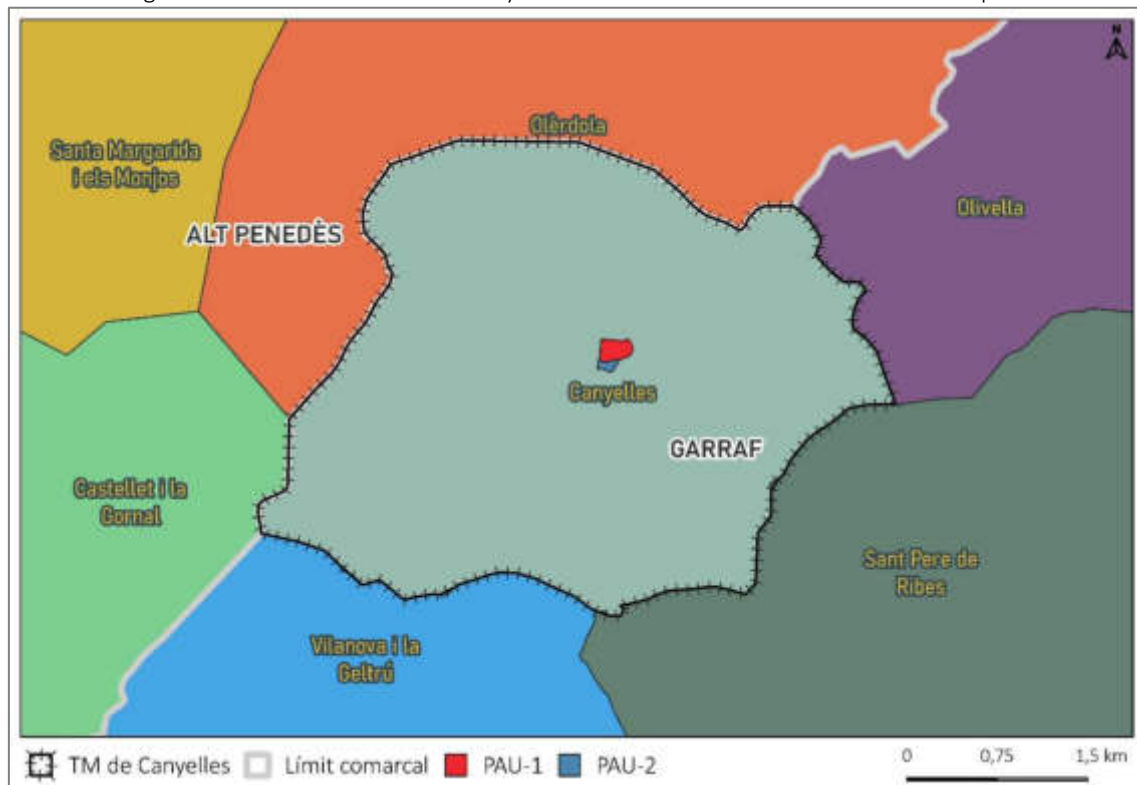 Olèrdola
Santa Margarida
i els Monjos
Olivella
ALT PENEDÈS
Canyelles
GARRAF
Castellet i la
Gornal
Sant Pere de
Ribes
Vilanova i la
Geltrú
N
TM de Canyelles Límit comarcal PAU-1 PAU-2
0 0,75 1,5 km